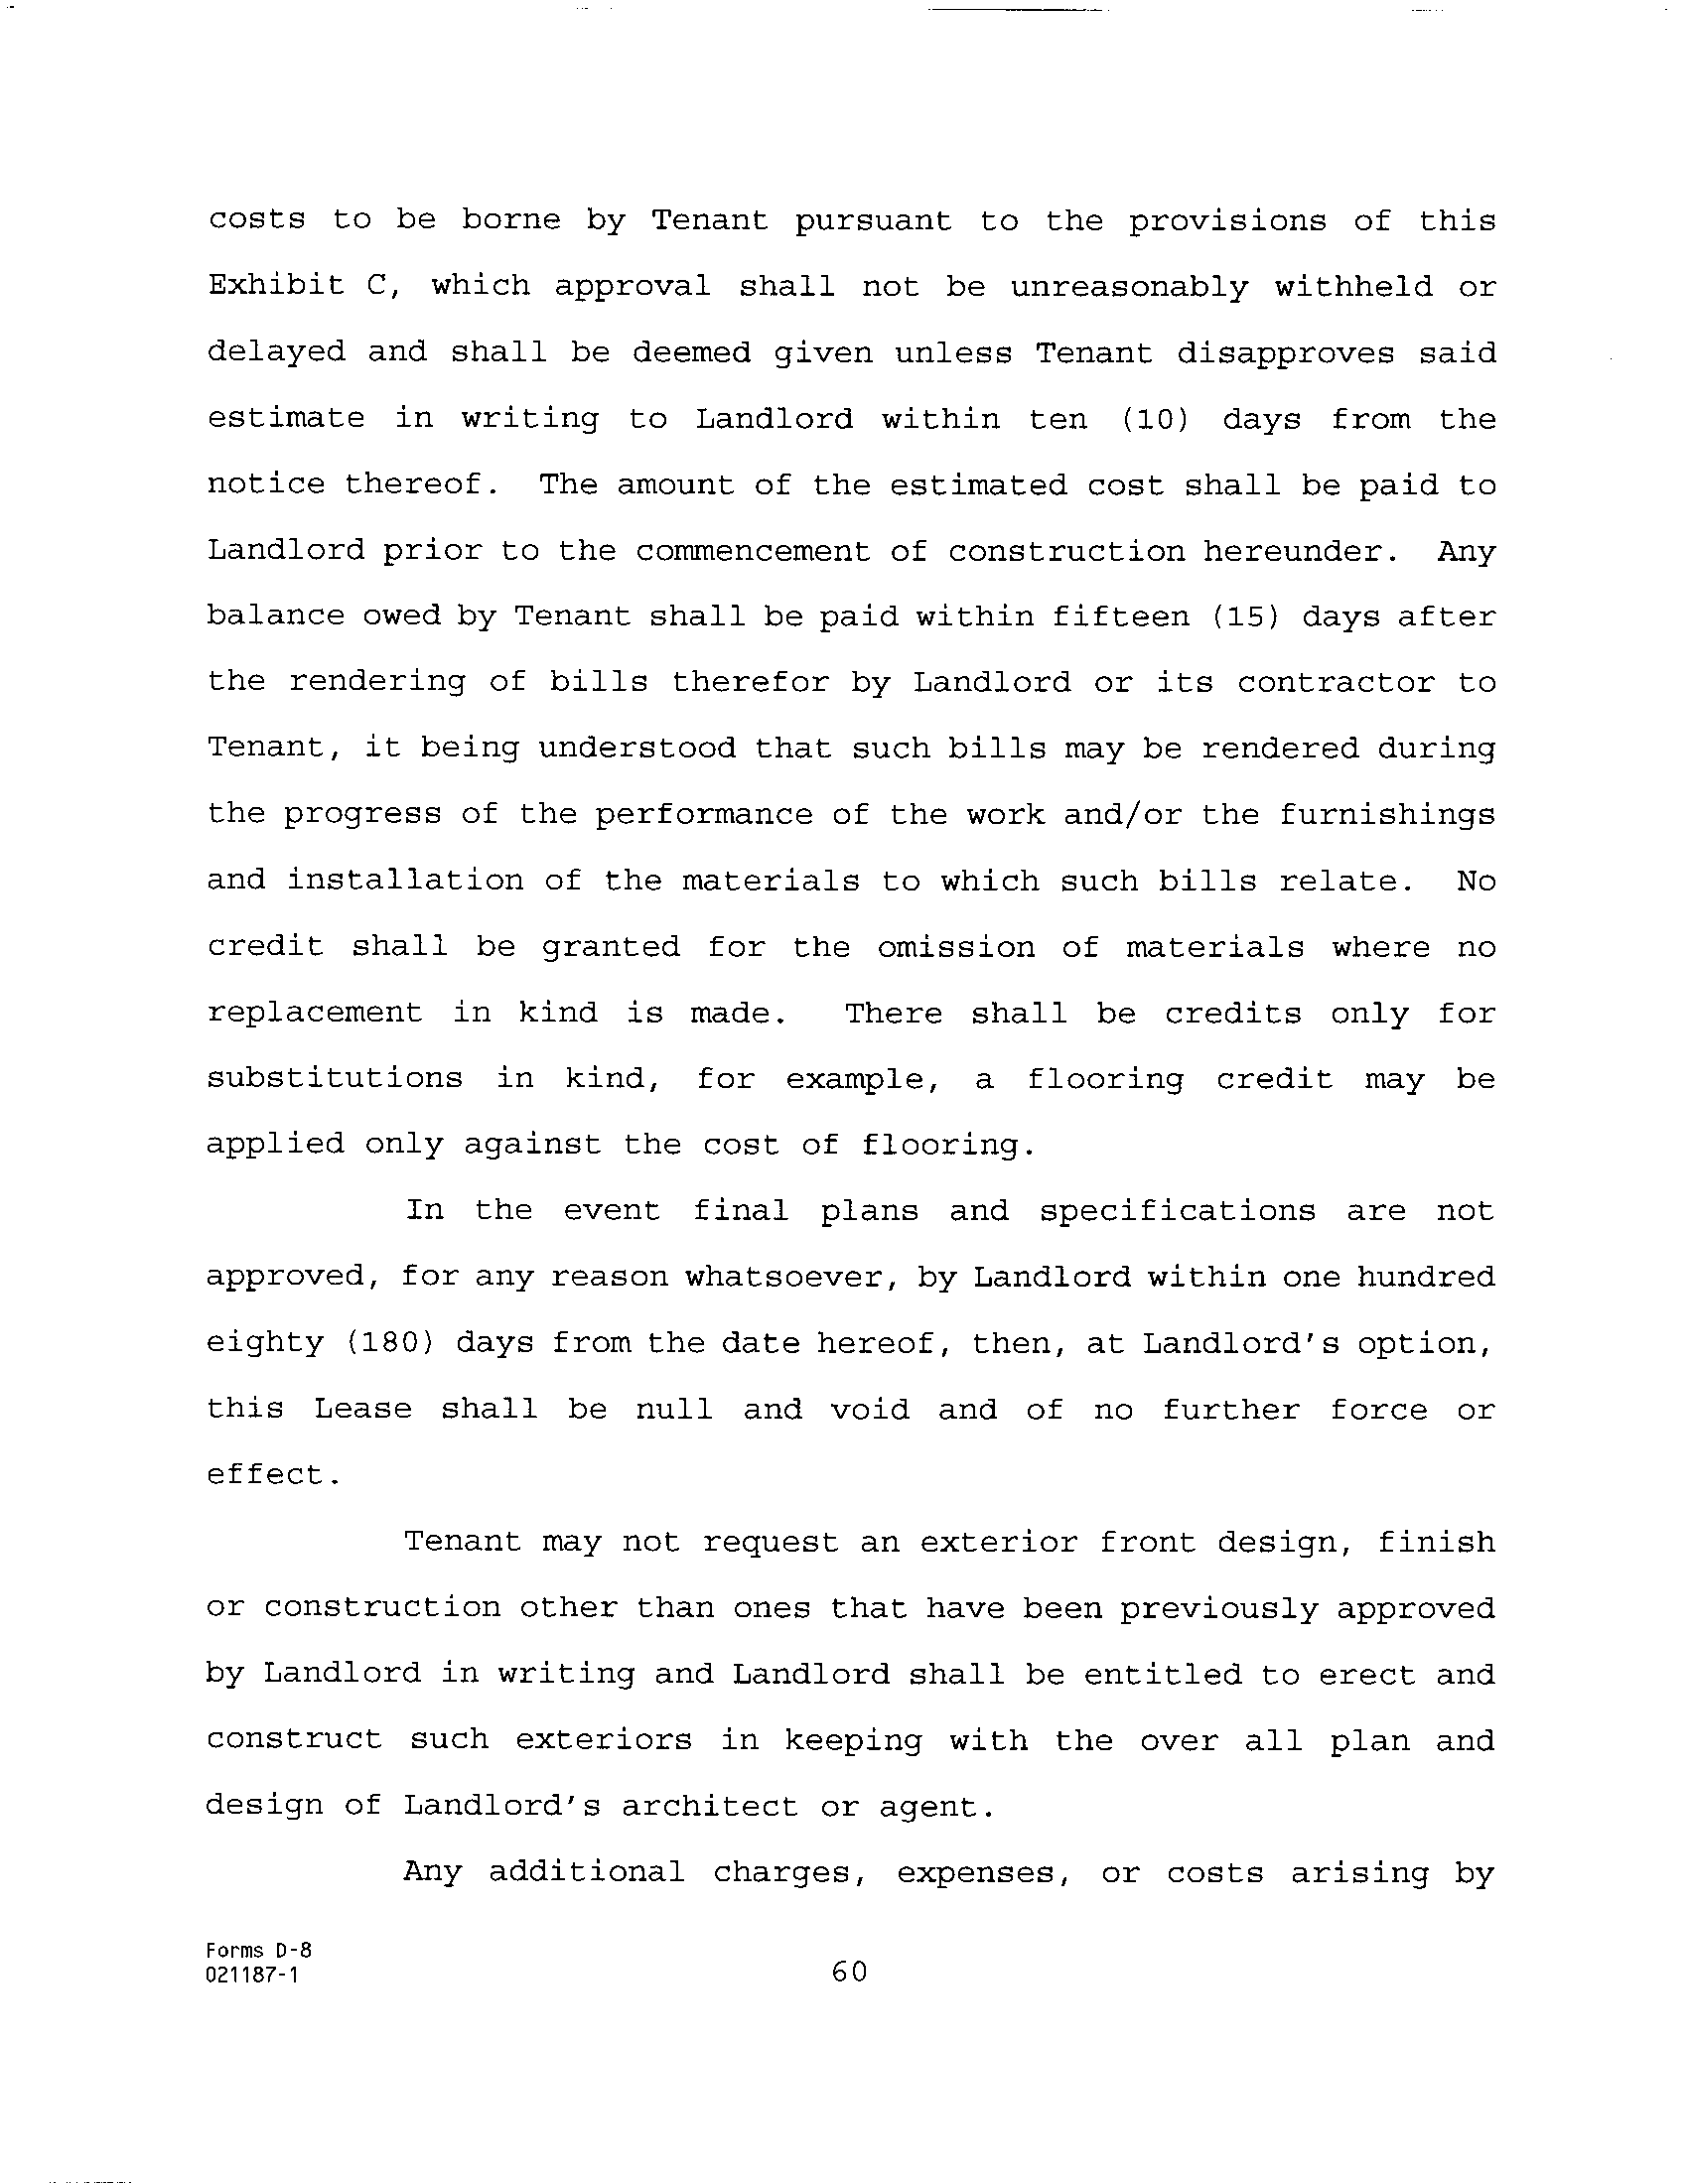 costs to be borne by Tenant pursuant to the provisions of this
Exhibit C, which approval shall not be unreasonably withheld or
delayed and shall be deemed given unless Tenant disapproves said
estimate in writing to Landlord within ten (10) days from the
notice thereof. The amount of the estimated cost shall be paid to
Landlord prior to the commencement of construction hereunder. Any
balance owed by Tenant shall be paid within fifteen (15) days after
the rendering of bills therefor by Landlord or its contractor to
Tenant, it being understood that such bills may be rendered during
the progress of the performance of the work and/or the furnishings
and installation of the materials to which such bills relate. No
credit shall be granted for the omission of materials where no
replacement in kind is made. There shall be credits only for
substitutions in kind, for example, a flooring credit may be
applied only against the cost of flooring.
In the event final plans and specifications are not
approved, for any reason whatsoever, by Landlord within one hundred
eighty (180) days from the date hereof, then, at Landlord's option,
this Lease shall be null and void and of no further force or
effect.
Tenant may not request an exterior front design, finish
or construction other than ones that have been previously approved
by Landlord in writing and Landlord shall be entitled to erect and
construct such exteriors in keeping with the over all plan and
design of Landlord's architect or agent.
Any additional charges, expenses, or costs arising by
Forms D-8
021187-1
60